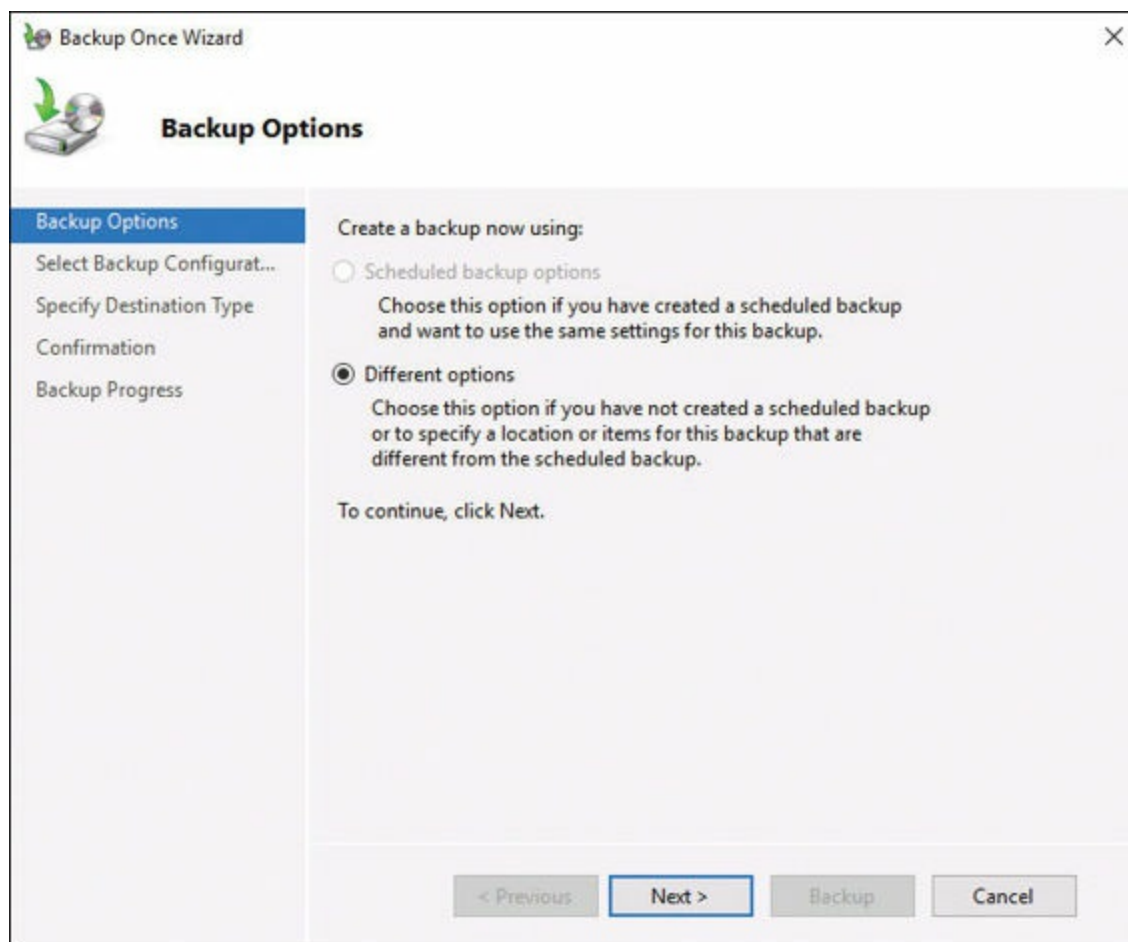 Backup Once Wizard
Backup Options
Backup Options
Select Backup Configurat...
Specify Destination Type
Confirmation
Backup Progress
Create a backup now using:
Scheduled backup options
Choose this option if you have created a scheduled backup
and want to use the same settings for this backup.
Different options
Choose this option if you have not created a scheduled backup
or to specify a location or items for this backup that are
different from the scheduled backup.
To continue, click Next.
< Previous
Next >
Backup
Cancel